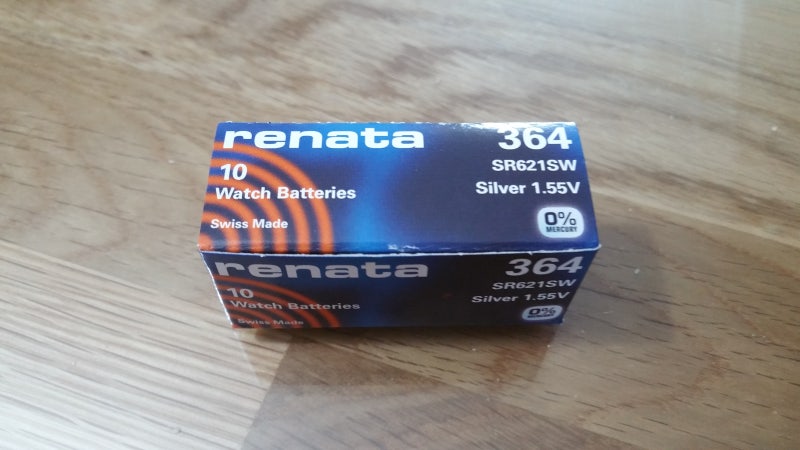 renata
364
10
SR621SW
Watch Batteries
Silver 1.55V
Swiss Made
0%
MERCURY
renata
364
10
SR621SW
Watch Batteries
Silver 1.55V
Swiss Made
0%
MERCURY